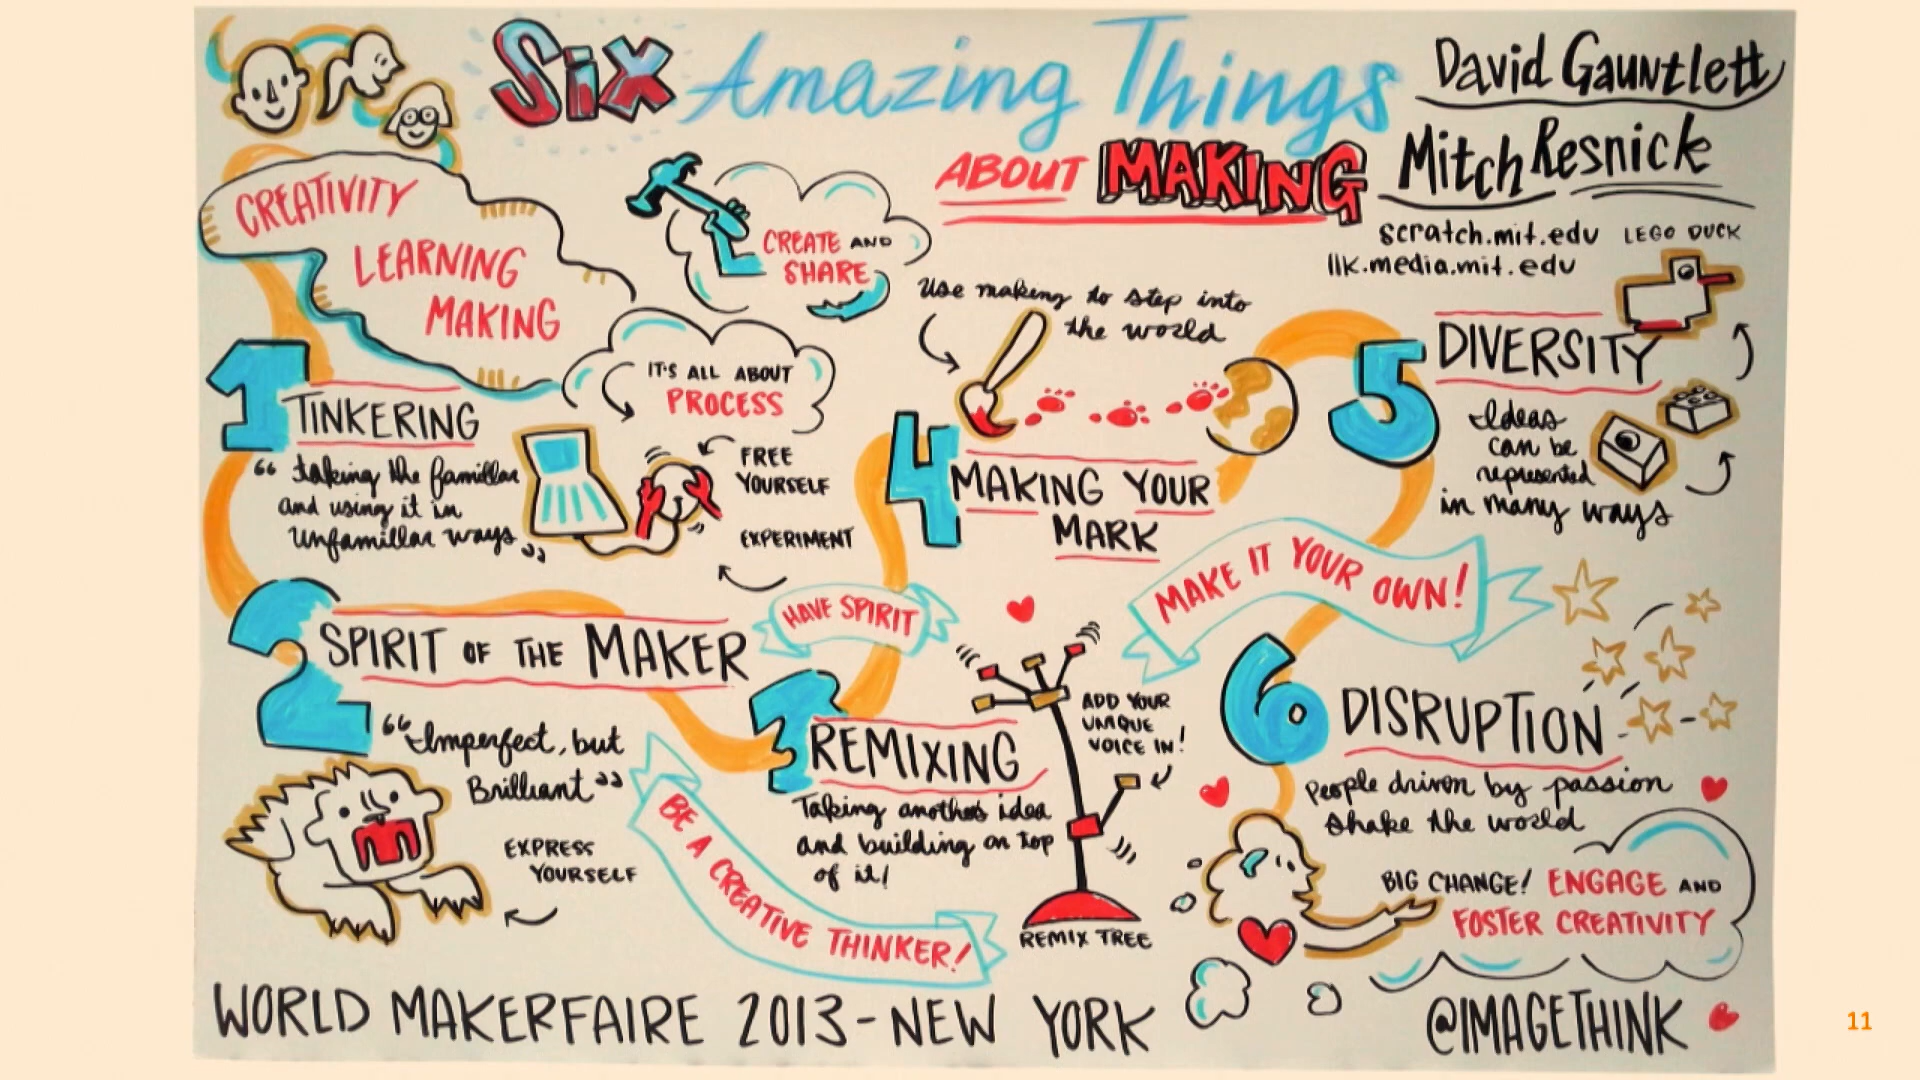 Six Amazing Things
ABOUT MAKING
David Gauntlett
Mitch Resnick
scratch.mit.edu
llk.media.mit.edu
LEGO DUCK
CREATIVITY
LEARNING
MAKING
CREATE AND
SHARE
IT'S ALL ABOUT
PROCESS
1 TINKERING
“ taking the familiar
and using it in
Unfamiliar ways ”
FREE
YOURSELF
EXPERIMENT
2 SPIRIT OF THE MAKER
“Imperfect, but
Brilliant”
EXPRESS
YOURSELF
HAVE SPIRIT
BE A CREATIVE THINKER!
3 REMIXING
Taking anothers idea
and building on top
of it!
ADD YOUR
UNIQUE
VOICE IN!
REMIX TREE
Use making to step into
the world
4 MAKING YOUR
MARK
5 DIVERSITY
Ideas
can be
represented
in many ways
MAKE IT YOUR OWN!
6 DISRUPTION
People driven by passion
shake the world
BIG CHANGE! ENGAGE AND
FOSTER CREATIVITY
WORLD MAKERFAIRE 2013-NEW YORK
@IMAGETHINK
11